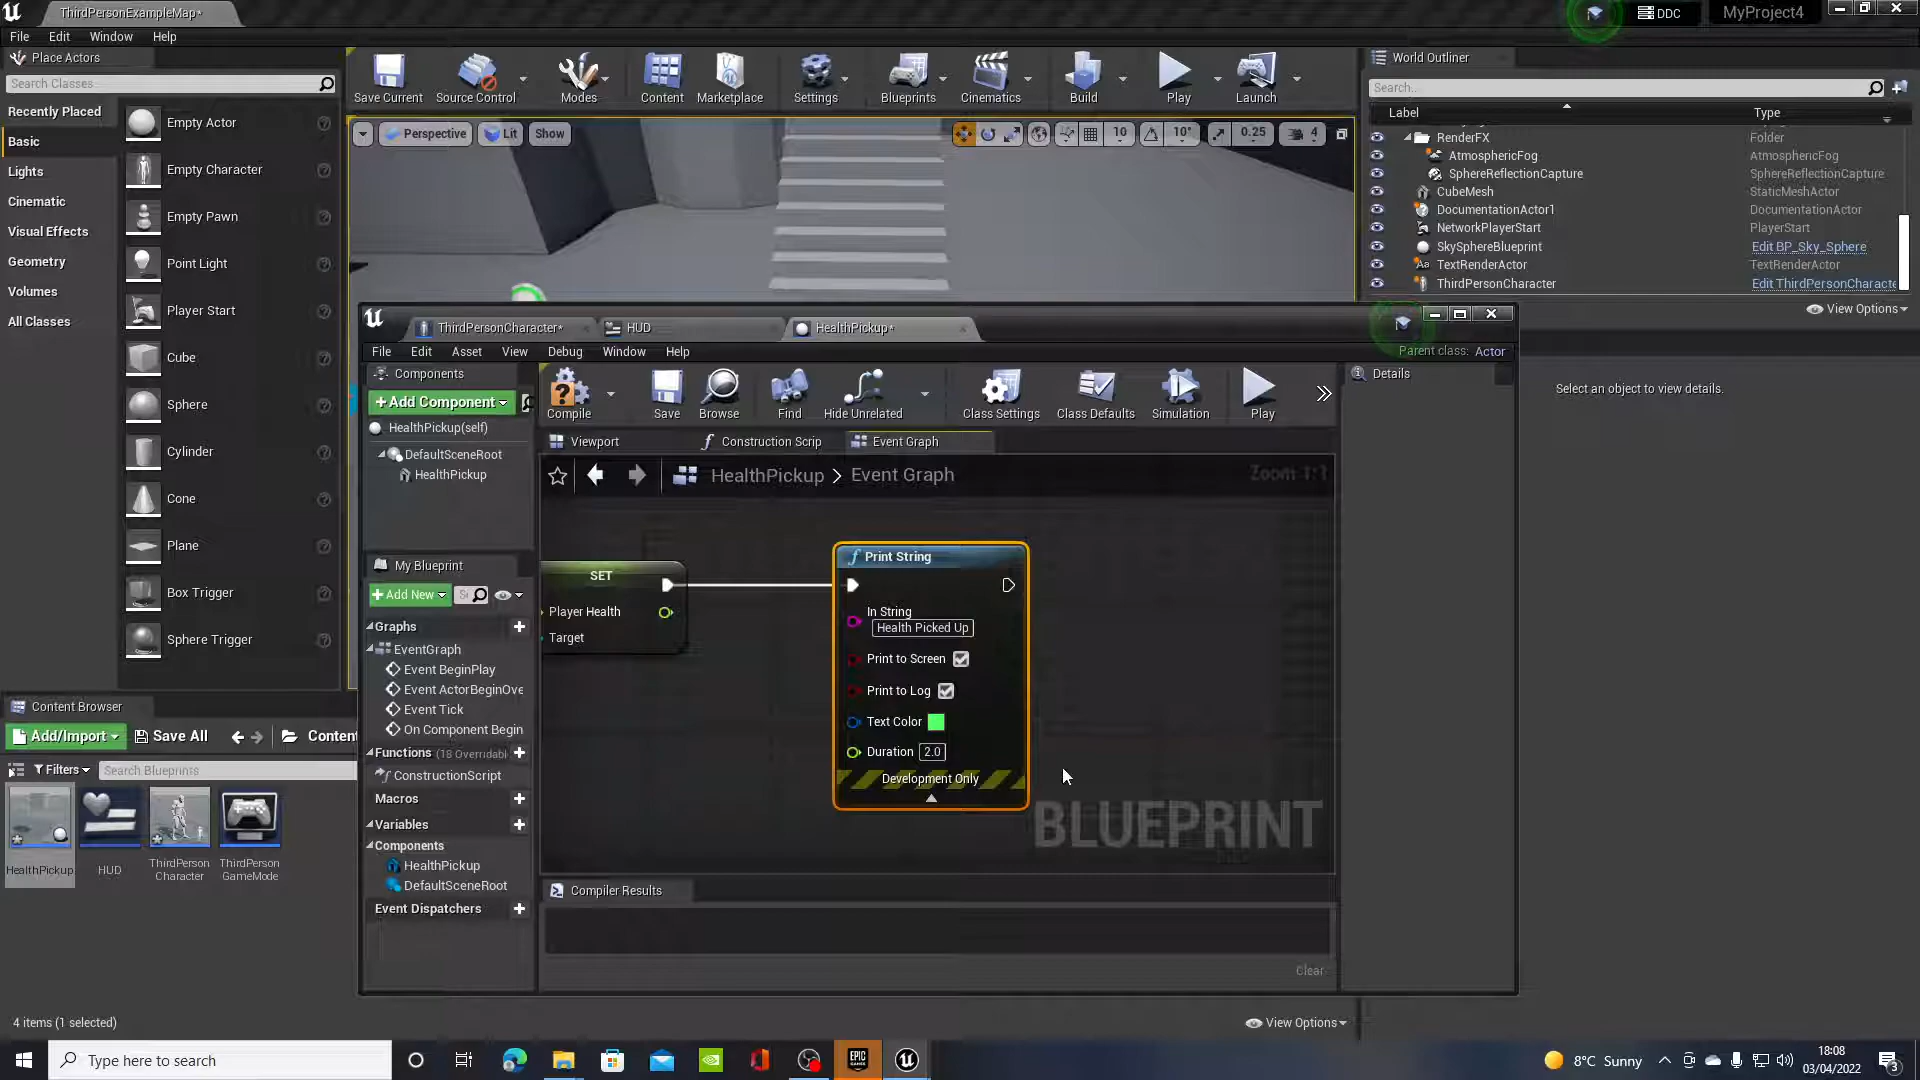 ThirdPersonExampleMap*
DDC
MyProject4
File Edit Window Help
Place Actors
Search Classes
Recently Placed
Basic
Lights
Cinematic
Visual Effects
Geometry
Volumes
All Classes
Empty Actor
Empty Character
Empty Pawn
Point Light
Player Start
Cube
Sphere
Cylinder
Cone
Plane
Box Trigger
Sphere Trigger
Save Current
Source Control
Modes
Content
Marketplace
Settings
Blueprints
Cinematics
Build
Play
Launch
Perspective
Lit
Show
10
10°
0.25
4
World Outliner
Search...
Label Type
RenderFX Folder
AtmosphericFog AtmosphericFog
SphereReflectionCapture SphereReflectionCapture
CubeMesh StaticMeshActor
DocumentationActor1 DocumentationActor
NetworkPlayerStart PlayerStart
SkySphereBlueprint Edit BP_Sky_Sphere
TextRenderActor TextRenderActor
ThirdPersonCharacter Edit ThirdPersonCharacte
View Options
Select an object to view details.
ThirdPersonCharacter*
HUD
HealthPickup*
File Edit Asset View Debug Window Help
Parent class: Actor
Components
+Add Component
HealthPickup(self)
DefaultSceneRoot
HealthPickup
Compile
Save
Browse
Find
Hide Unrelated
Class Settings
Class Defaults
Simulation
Play
Details
Viewport
Construction Scrip
Event Graph
HealthPickup > Event Graph
Zoom 1:1
SET
Player Health
Target
Print String
In String
Health Picked Up
Print to Screen
Print to Log
Text Color
Duration 2.0
Development Only
BLUEPRINT
My Blueprint
+Add New
Graphs
EventGraph
Event BeginPlay
Event ActorBeginOve
Event Tick
On Component Begin
Functions (18 Overridabl
ConstructionScript
Macros
Variables
Components
HealthPickup
DefaultSceneRoot
Event Dispatchers
Compiler Results
Clear
Content Browser
Add/Import
Save All
Conten
Filters
Search Blueprints
HealthPickup
HUD
ThirdPerson
Character
ThirdPerson
GameMode
4 items (1 selected)
View Options
Type here to search
EPIC
GAMES
8°C Sunny
18:08
03/04/2022
3